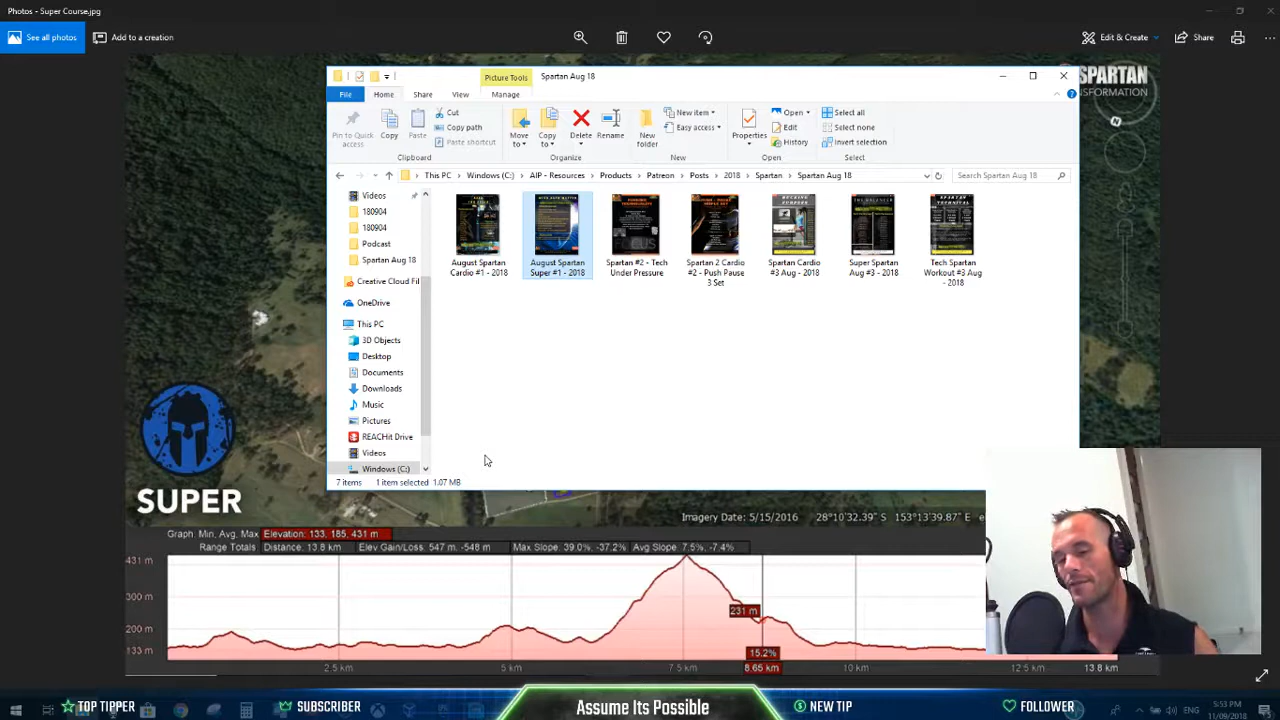 Photos - Super Course.jpg
See all photos
Add to a creation
Edit & Create
Share
SPARTAN
Picture Tools
Spartan Aug 18
File
Home
Share
View
Manage
Pin to Quick access
Copy
Paste
Cut
Copy path
Paste shortcut
Move to
Copy to
Delete
Rename
New folder
New item
Easy access
Properties
Open
Edit
History
Select all
Select none
Invert selection
Clipboard
Organize
New
Open
Select
This PC
Windows (C:)
AIP - Resources
Products
Patreon
Posts
2018
Spartan
Spartan Aug 18
Search Spartan Aug 18
Videos
180904
180904
Podcast
Spartan Aug 18
Creative Cloud Fil
OneDrive
This PC
3D Objects
Desktop
Documents
Downloads
Music
Pictures
REACHit Drive
Videos
Windows (C:)
August Spartan Cardio #1 - 2018
August Spartan Super #1 - 2018
Spartan #2 - Tech Under Pressure
Spartan 2 Cardio #2 - Push Pause 3 Set
Spartan Cardio #3 Aug - 2018
Super Spartan Aug #3 - 2018
Tech Spartan Workout #3 Aug - 2018
FOCUS
7 items
1 item selected 1.07 MB
SUPER
Imagery Date: 5/15/2016
28°10'32.39" S 153°13'39.87" E
Graph: Min, Avg, Max Elevation: 133, 185, 431 m
Range Totals Distance: 13.8 km Elev Gain/Loss: 547 m, -548 m Max Slope: 39.0%, -37.2% Avg Slope: 7.5%, -7.4%
431 m
300 m
200 m
133 m
231 m
15.2%
2.5 km
5 km
7.5 km
8.65 km
10 km
12.5 km
13.8 km
TOP TIPPER
SUBSCRIBER
Assume Its Possible
NEW TIP
FOLLOWER
ENG
5:53 PM
11/09/2018